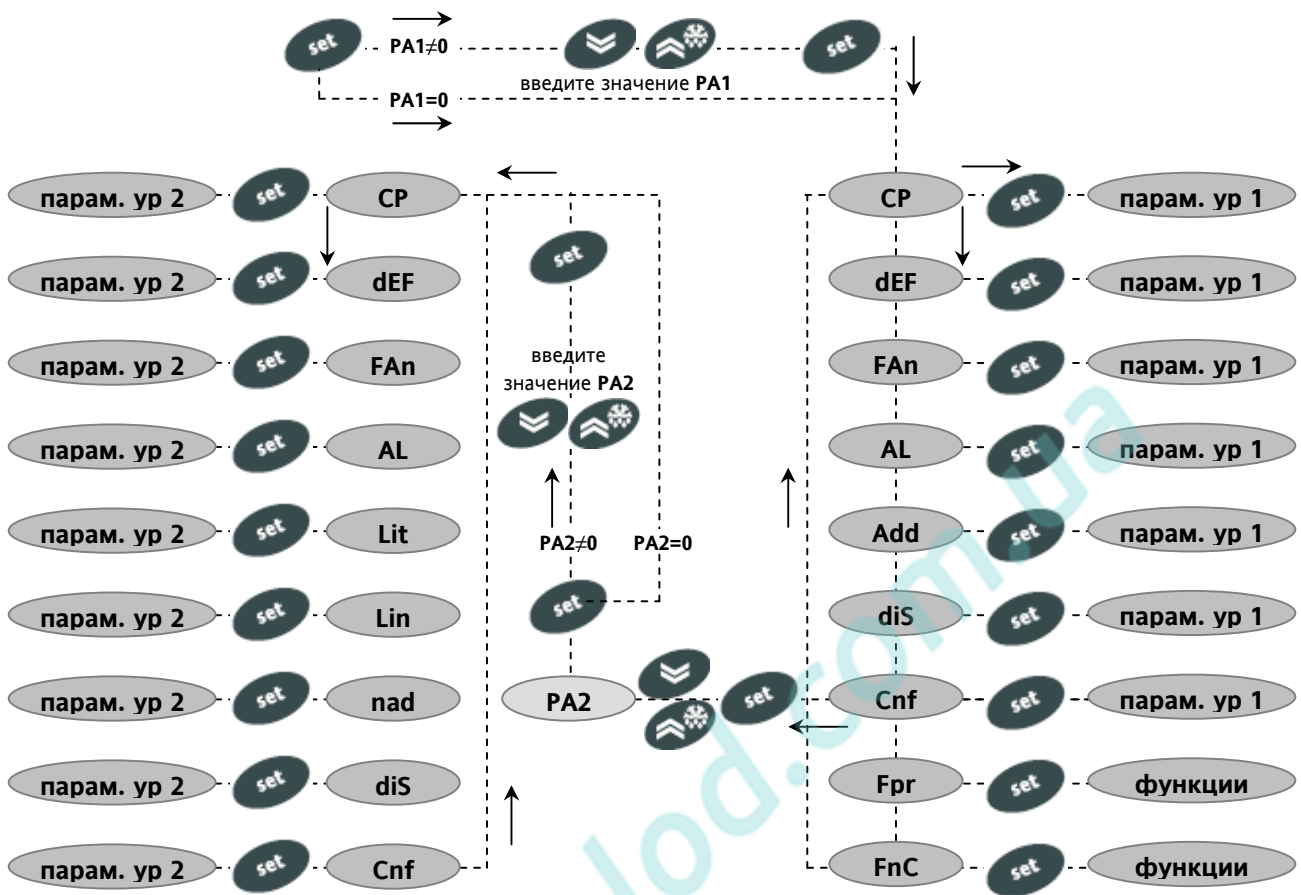 set PA1≠0 set
введите значение PA1
PA1=0
парам. ур 2 set CP CP set парам. ур 1
set
парам. ур 2 set dEF dEF set парам. ур 1
введите
значение PA2
парам. ур 2 set FAn FAn set парам. ур 1
парам. ур 2 set AL AL set парам. ур 1
парам. ур 2 set Lit Add set парам. ур 1
PA2≠0 PA2=0
парам. ур 2 set Lin set diS set парам. ур 1
парам. ур 2 set nad PA2 set Cnf set парам. ур 1
парам. ур 2 set diS Fpr set функции
парам. ур 2 set Cnf FnC set функции
lod.com.ua